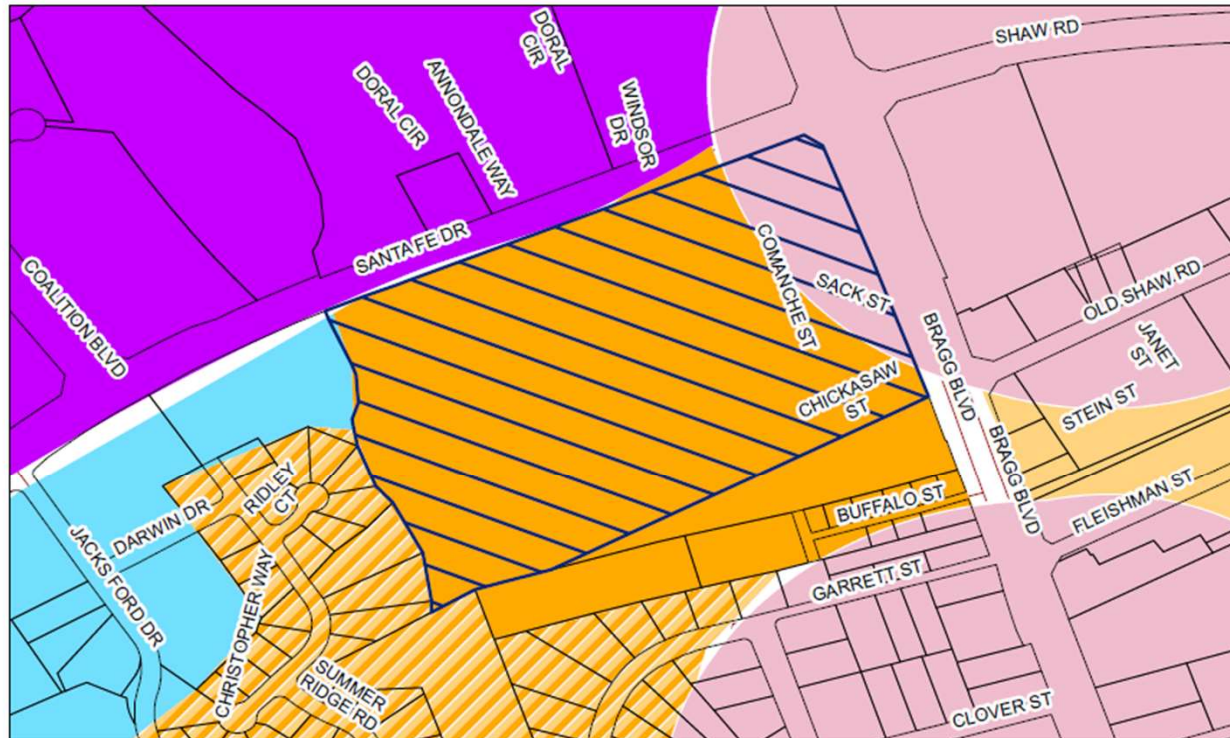 SHAW RD
DORAL
CIR
DORAL CIR
ANNONDALE WAY
WINDSOR
DR
SANTA FE DR
COALITION BLVD
COMANCHE ST
SACK ST
OLD SHAW RD
BRAGG BLVD
JANET
ST
CHICKASAW
ST
STEIN ST
BRAGG BLVD
RIDLEY
CT
DARWIN DR
BUFFALO ST
FLEISHMAN ST
JACKS FORD DR
GARRETT ST
CHRISTOPHER WAY
SUMMER
RIDGE RD
CLOVER ST